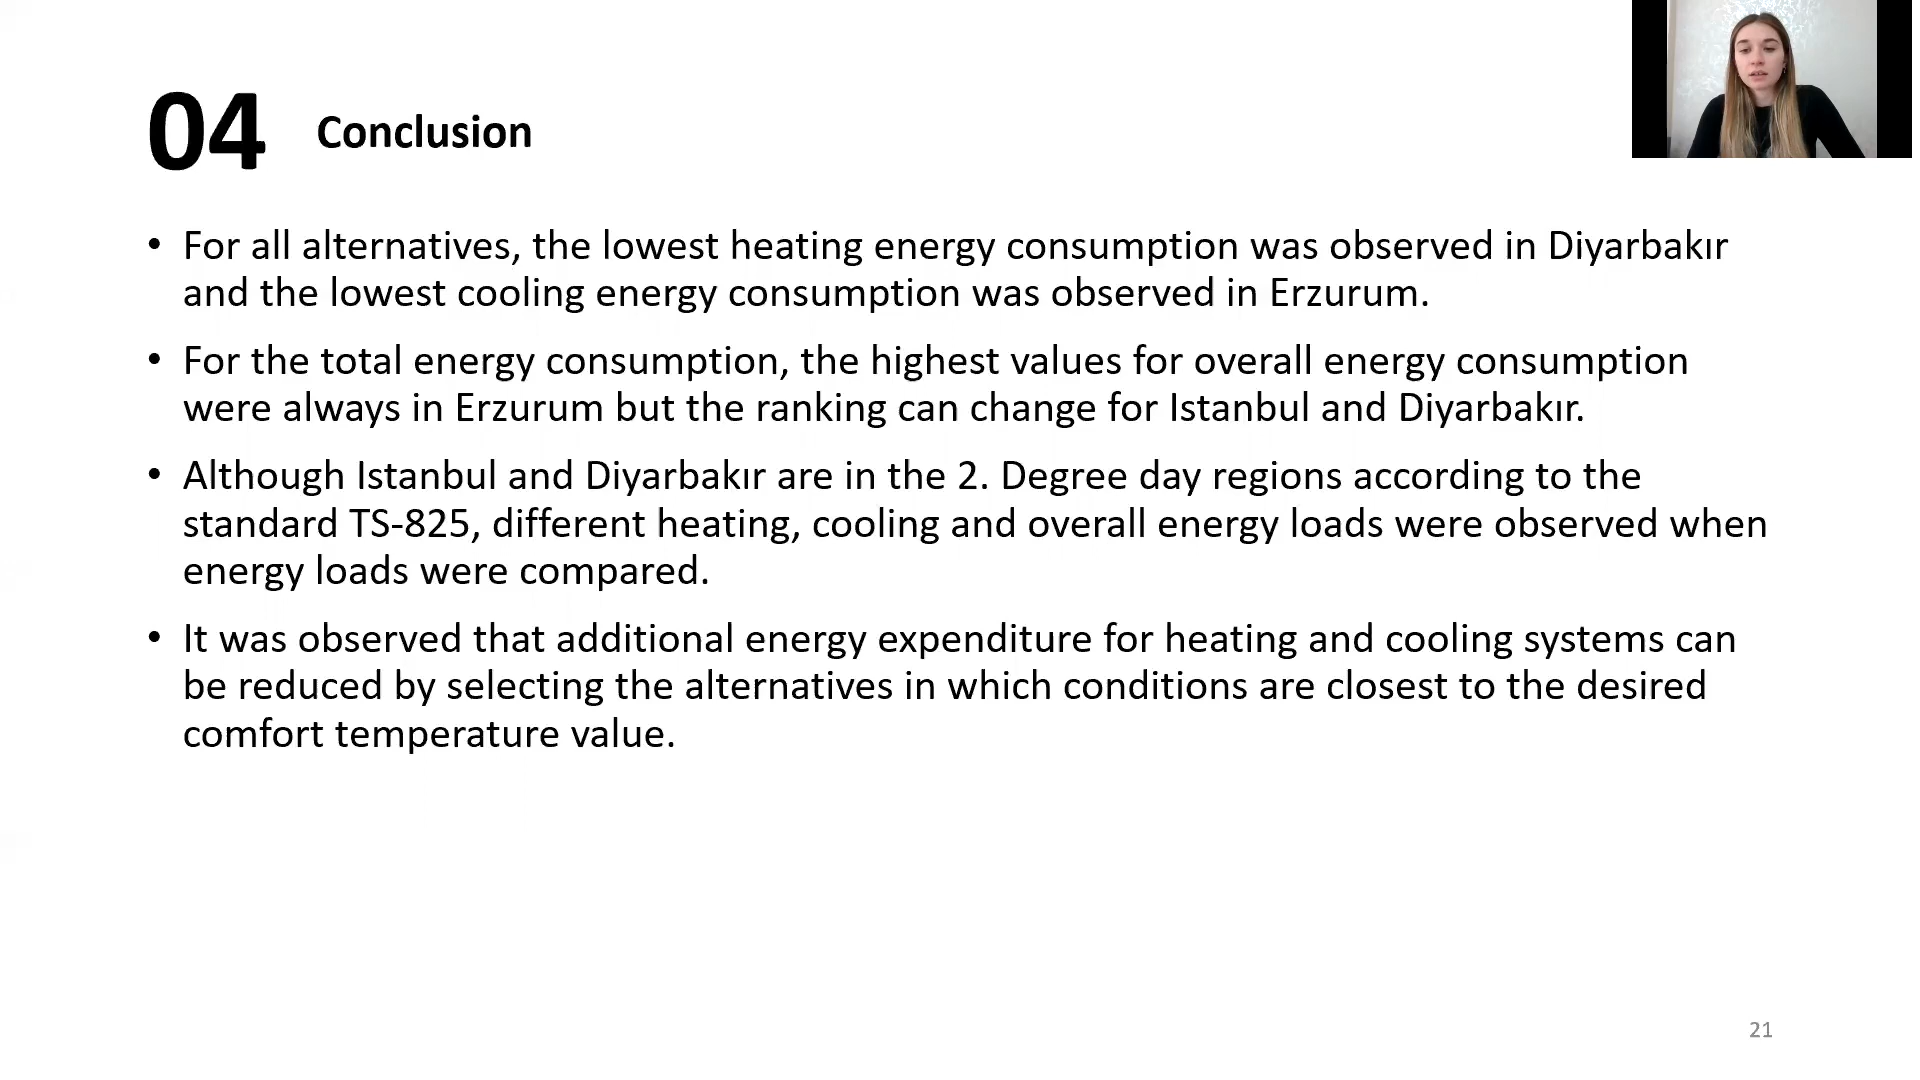 04 Conclusion
• For all alternatives, the lowest heating energy consumption was observed in Diyarbakır
and the lowest cooling energy consumption was observed in Erzurum.
• For the total energy consumption, the highest values for overall energy consumption
were always in Erzurum but the ranking can change for Istanbul and Diyarbakır.
• Although Istanbul and Diyarbakır are in the 2. Degree day regions according to the
standard TS-825, different heating, cooling and overall energy loads were observed when
energy loads were compared.
• It was observed that additional energy expenditure for heating and cooling systems can
be reduced by selecting the alternatives in which conditions are closest to the desired
comfort temperature value.
21